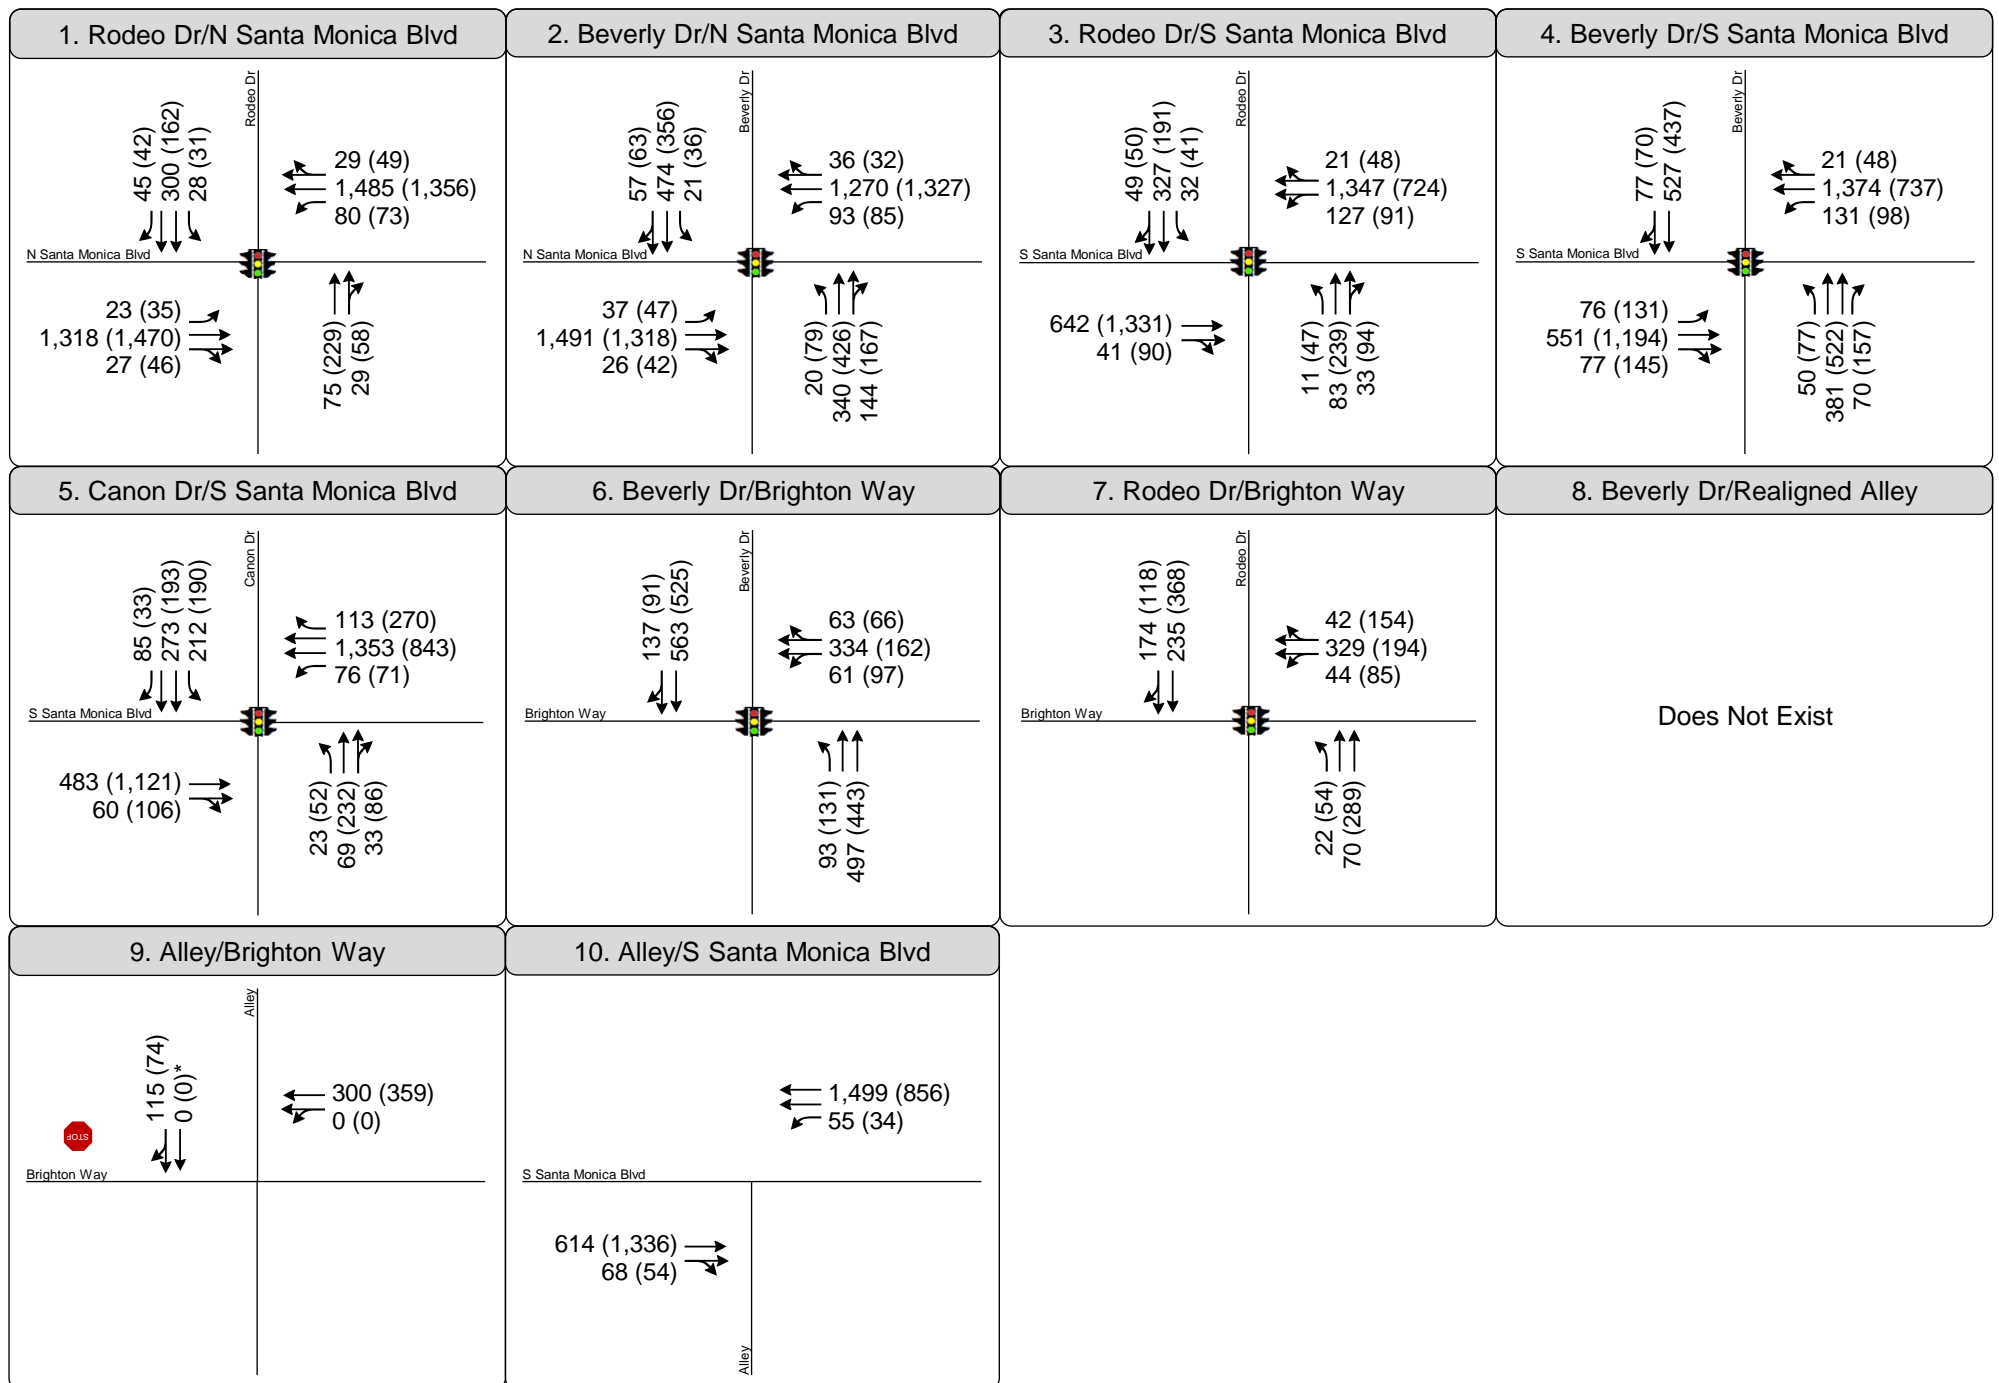 1. Rodeo Dr/N Santa Monica Blvd
Rodeo Dr
45 (42)
300 (162)
28 (31)
29 (49)
1,485 (1,356)
80 (73)
N Santa Monica Blvd
23 (35)
1,318 (1,470)
27 (46)
75 (229)
29 (58)
2. Beverly Dr/N Santa Monica Blvd
Beverly Dr
57 (63)
474 (356)
21 (36)
36 (32)
1,270 (1,327)
93 (85)
N Santa Monica Blvd
37 (47)
1,491 (1,318)
26 (42)
20 (79)
340 (426)
144 (167)
3. Rodeo Dr/S Santa Monica Blvd
Rodeo Dr
49 (50)
327 (191)
32 (41)
21 (48)
1,347 (724)
127 (91)
S Santa Monica Blvd
642 (1,331)
41 (90)
11 (47)
83 (239)
33 (94)
4. Beverly Dr/S Santa Monica Blvd
Beverly Dr
77 (70)
527 (437)
21 (48)
1,374 (737)
131 (98)
S Santa Monica Blvd
76 (131)
551 (1,194)
77 (145)
50 (77)
381 (522)
70 (157)
5. Canon Dr/S Santa Monica Blvd
Canon Dr
85 (33)
273 (193)
212 (190)
113 (270)
1,353 (843)
76 (71)
S Santa Monica Blvd
483 (1,121)
60 (106)
23 (52)
69 (232)
33 (86)
6. Beverly Dr/Brighton Way
Beverly Dr
137 (91)
563 (525)
63 (66)
334 (162)
61 (97)
Brighton Way
93 (131)
497 (443)
7. Rodeo Dr/Brighton Way
Rodeo Dr
174 (118)
235 (368)
42 (154)
329 (194)
44 (85)
Brighton Way
22 (54)
70 (289)
8. Beverly Dr/Realigned Alley
Does Not Exist
9. Alley/Brighton Way
Alley
115 (74)
0 (0)*
300 (359)
0 (0)
STOP
Brighton Way
10. Alley/S Santa Monica Blvd
1,499 (856)
55 (34)
S Santa Monica Blvd
614 (1,336)
68 (54)
Alley